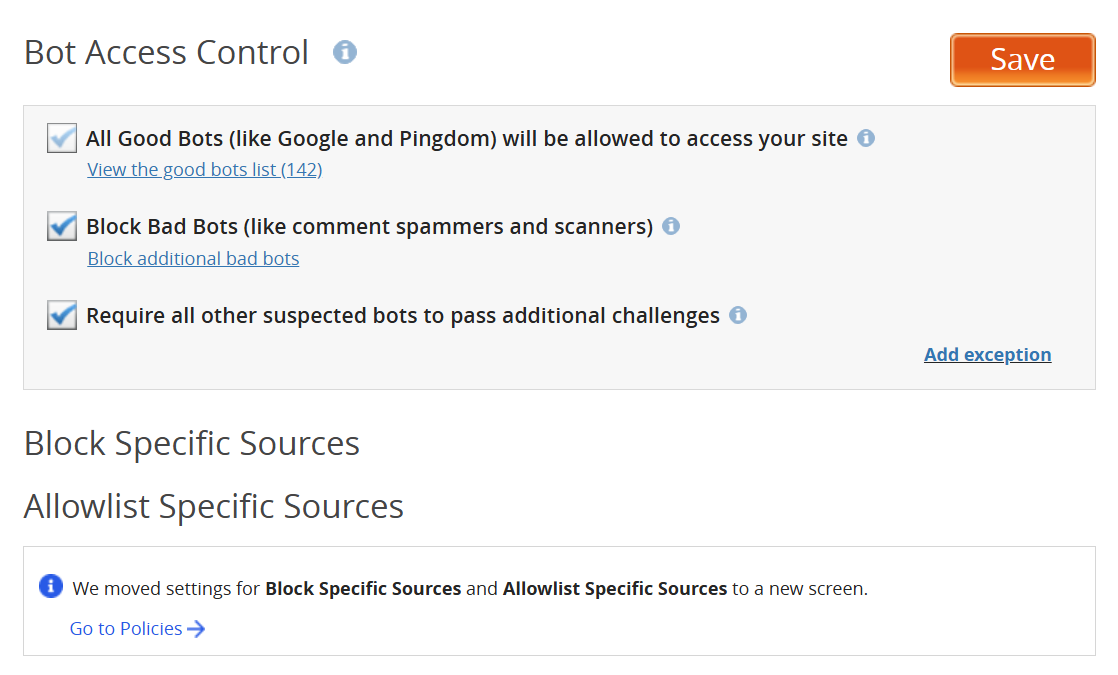 Bot Access Control
Save
All Good Bots (like Google and Pingdom) will be allowed to access your site
View the good bots list (142)
Block Bad Bots (like comment spammers and scanners)
Block additional bad bots
Require all other suspected bots to pass additional challenges
Add exception
Block Specific Sources
Allowlist Specific Sources
We moved settings for Block Specific Sources and Allowlist Specific Sources to a new screen.
Go to Policies